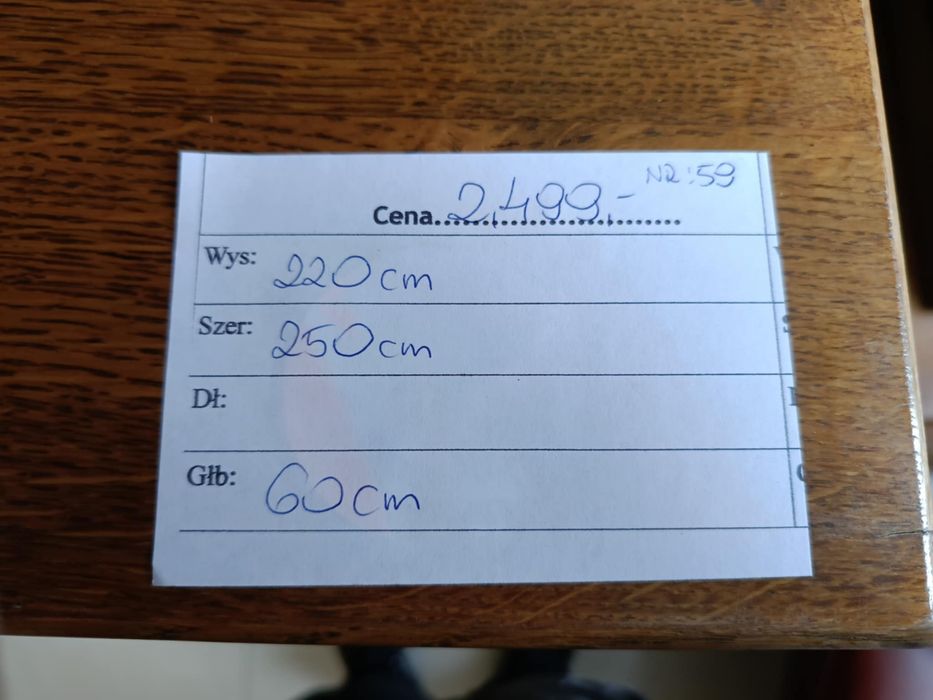 NR:59
Cena..2,499,-..........
Wys: 220 cm
Szer: 250 cm
Dł:
Głb: 60 cm